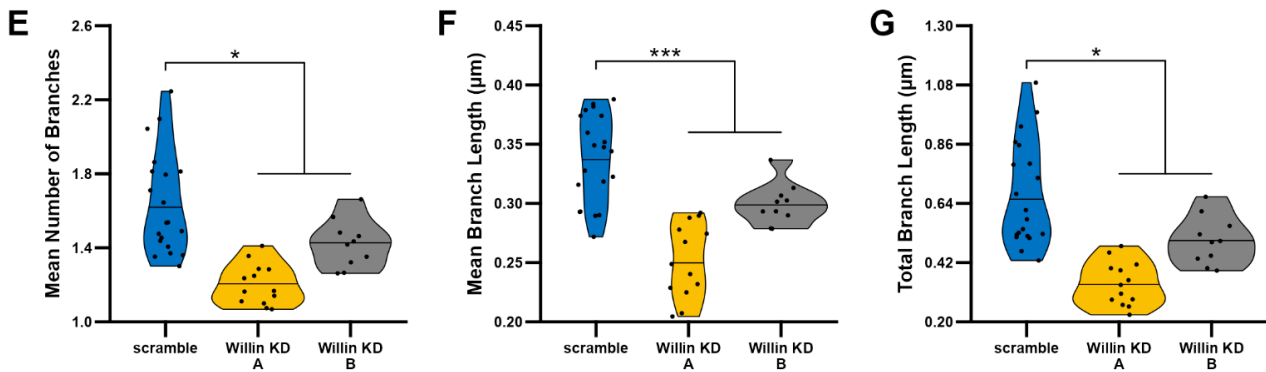 E
Mean Number of Branches
2.6
2.2
1.8
1.4
1.0
*
scramble
Willin KD
A
Willin KD
B
F
Mean Branch Length (μm)
0.45
0.40
0.35
0.30
0.25
0.20
***
scramble
Willin KD
A
Willin KD
B
G
Total Branch Length (μm)
1.30
1.08
0.86
0.64
0.42
0.20
*
scramble
Willin KD
A
Willin KD
B